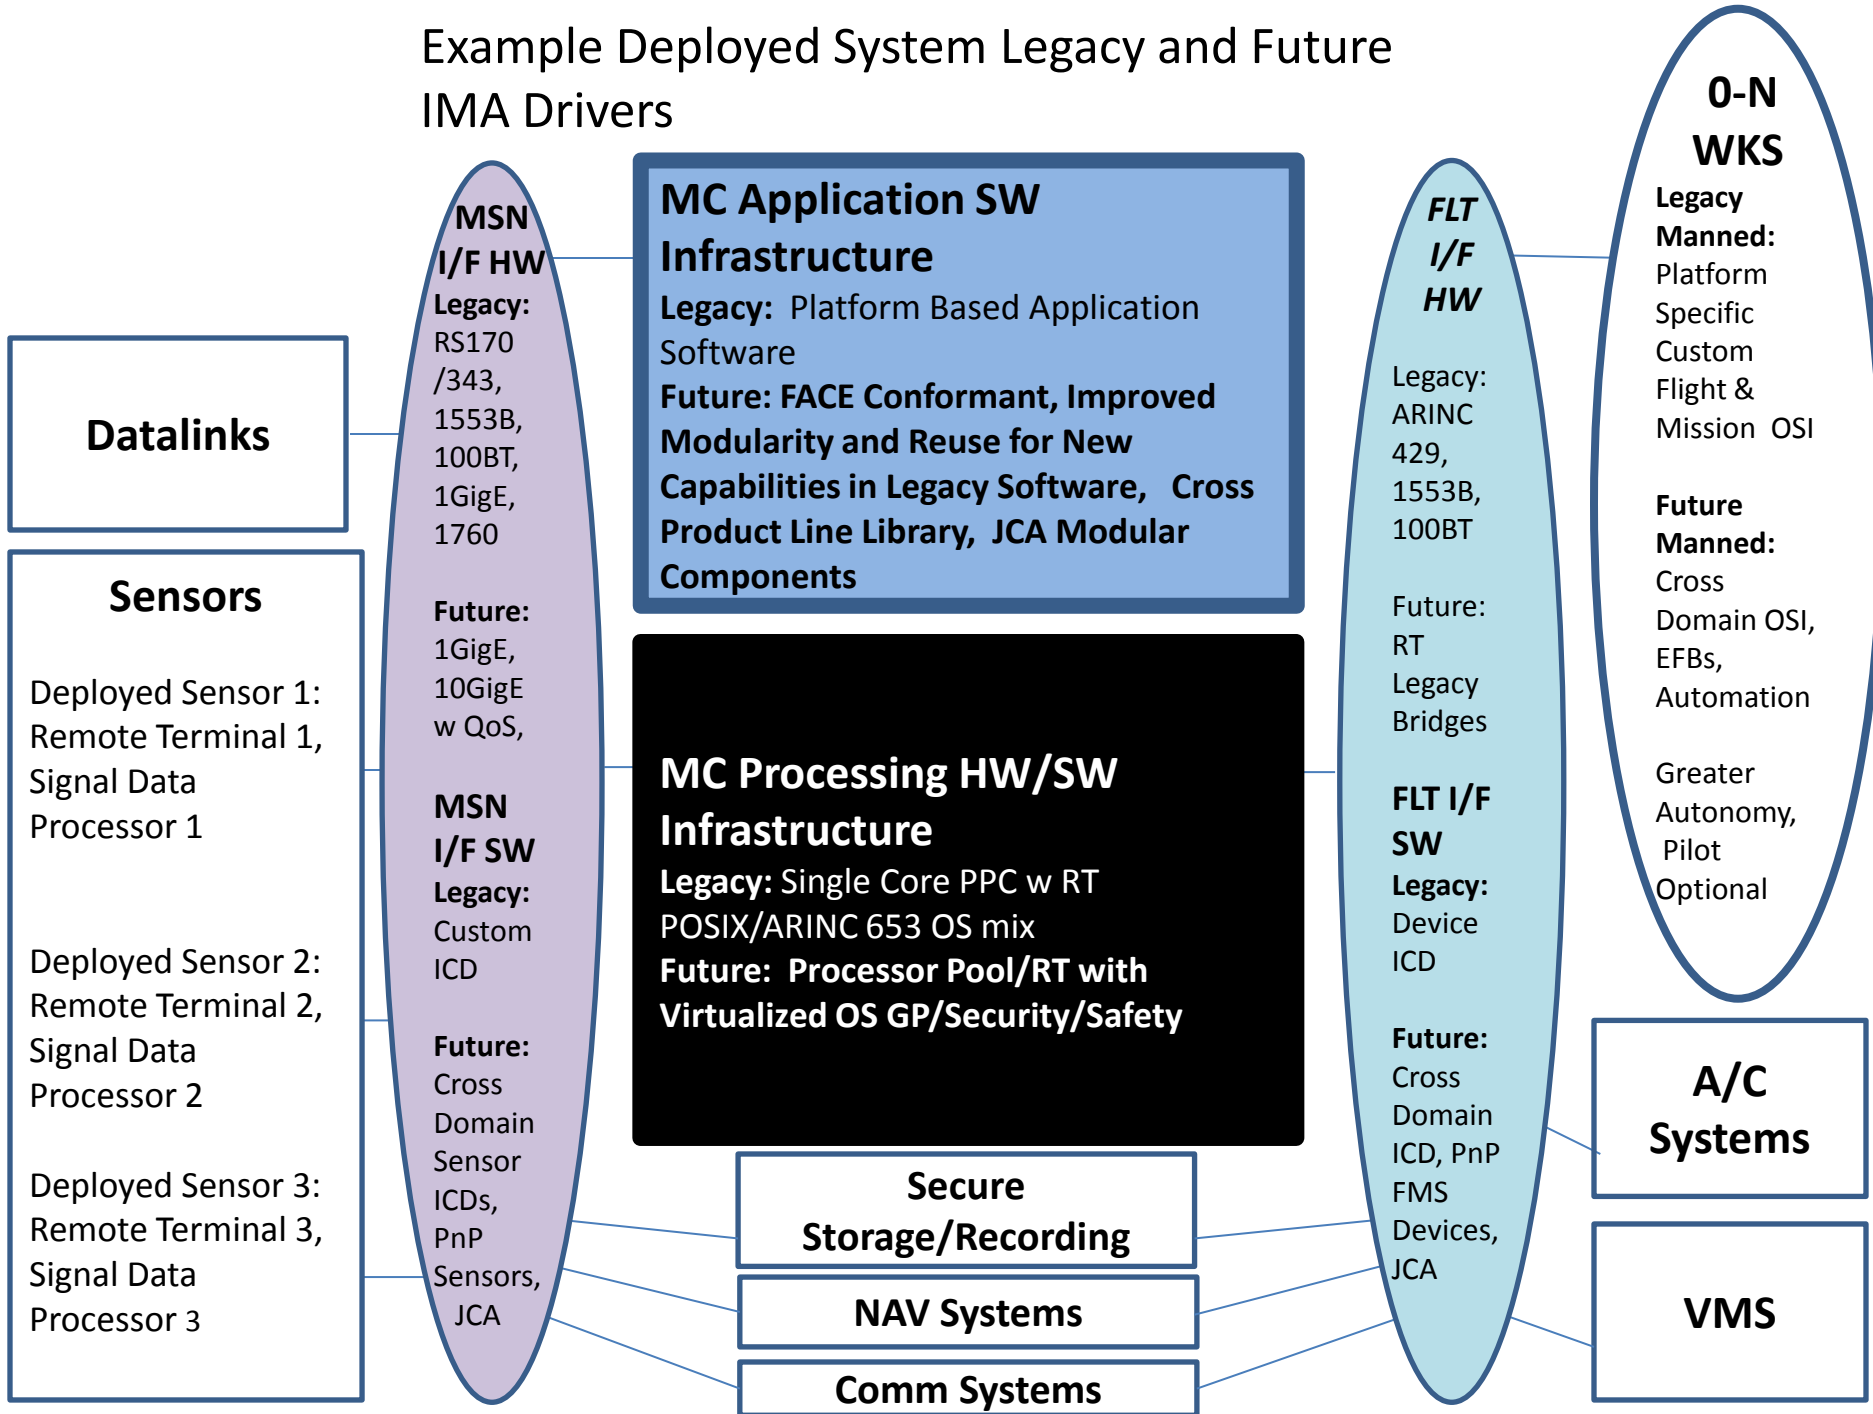 Example Deployed System Legacy and Future
IMA Drivers
Datalinks
Sensors
Deployed Sensor 1:
Remote Terminal 1,
Signal Data
Processor 1
Deployed Sensor 2:
Remote Terminal 2,
Signal Data
Processor 2
Deployed Sensor 3:
Remote Terminal 3,
Signal Data
Processor 3
MSN
I/F HW
Legacy:
RS170
/343,
1553B,
100BT,
1GigE,
1760
Future:
1GigE,
10GigE
w QoS,
MSN
I/F SW
Legacy:
Custom
ICD
Future:
Cross
Domain
Sensor
ICDs,
PnP
Sensors,
JCA
MC Application SW
Infrastructure
Legacy: Platform Based Application
Software
Future: FACE Conformant, Improved
Modularity and Reuse for New
Capabilities in Legacy Software, Cross
Product Line Library, JCA Modular
Components
MC Processing HW/SW
Infrastructure
Legacy: Single Core PPC w RT
POSIX/ARINC 653 OS mix
Future: Processor Pool/RT with
Virtualized OS GP/Security/Safety
Secure
Storage/Recording
NAV Systems
Comm Systems
FLT
I/F
HW
Legacy:
ARINC
429,
1553B,
100BT
Future:
RT
Legacy
Bridges
FLT I/F
SW
Legacy:
Device
ICD
Future:
Cross
Domain
ICD, PnP
FMS
Devices,
JCA
0-N
WKS
Legacy
Manned:
Platform
Specific
Custom
Flight &
Mission OSI
Future
Manned:
Cross
Domain OSI,
EFBs,
Automation
Greater
Autonomy,
Pilot
Optional
A/C
Systems
VMS